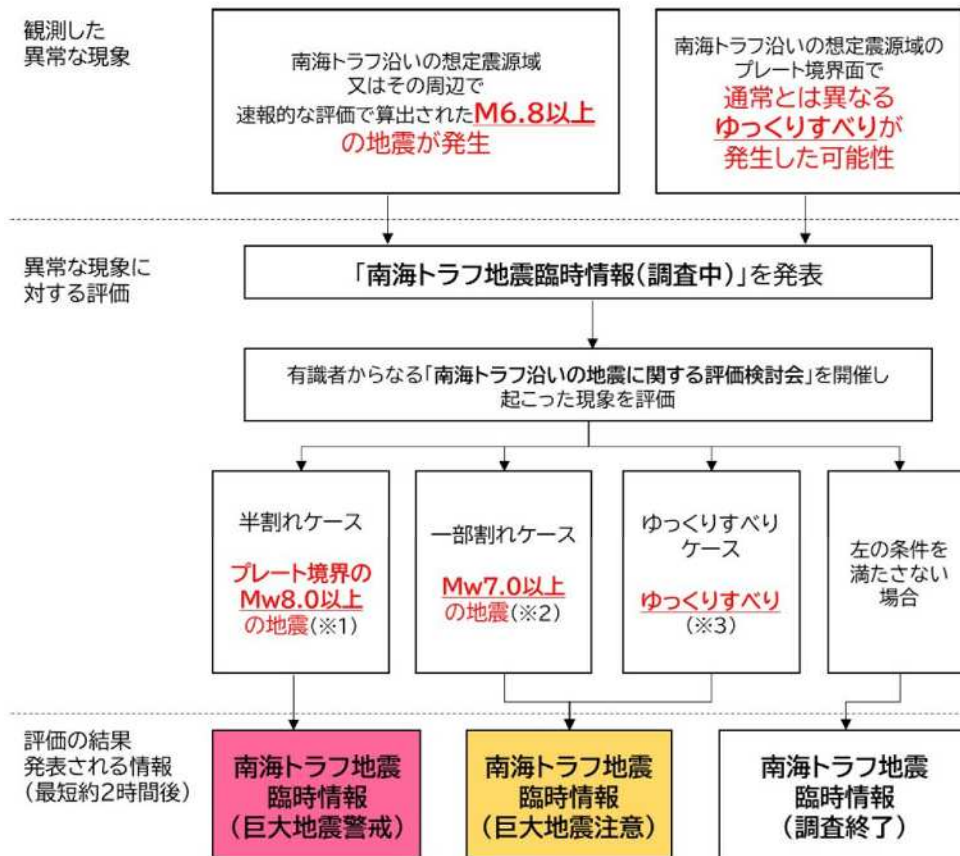 観測した
異常な現象
南海トラフ沿いの想定震源域
又はその周辺で
速報的な評価で算出されたM6.8以上
の地震が発生
南海トラフ沿いの想定震源域の
プレート境界面で
通常とは異なる
ゆっくりすべりが
発生した可能性
異常な現象に
対する評価
「南海トラフ地震臨時情報(調査中)」を発表
有識者からなる「南海トラフ沿いの地震に関する評価検討会」を開催し
起こった現象を評価
半割れケース
プレート境界の
Mw8.0以上
の地震(※1)
一部割れケース
Mw7.0以上
の地震(※2)
ゆっくりすべり
ケース
ゆっくりすべり
(※3)
左の条件を
満たさない
場合
評価の結果
発表される情報
(最短約2時間後)
南海トラフ地震
臨時情報
(巨大地震警戒)
南海トラフ地震
臨時情報
(巨大地震注意)
南海トラフ地震
臨時情報
(調査終了)